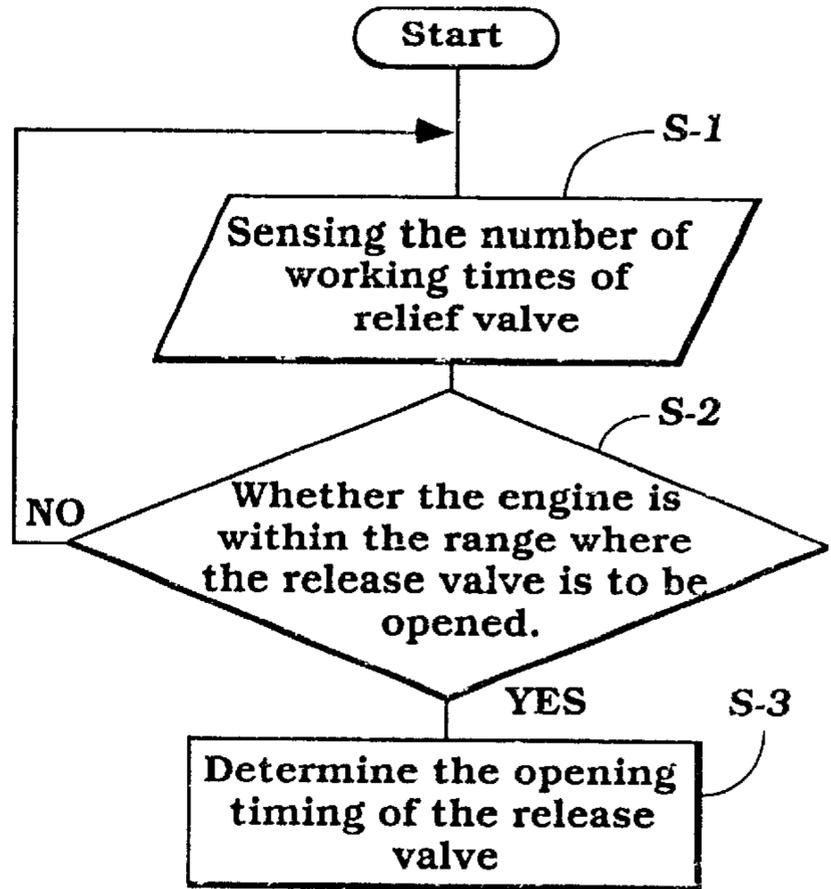 Start
S-1
Sensing the number of
working times of
relief valve
S-2
Whether the engine is
within the range where
the release valve is to be
opened.
NO
YES
S-3
Determine the opening
timing of the release
valve